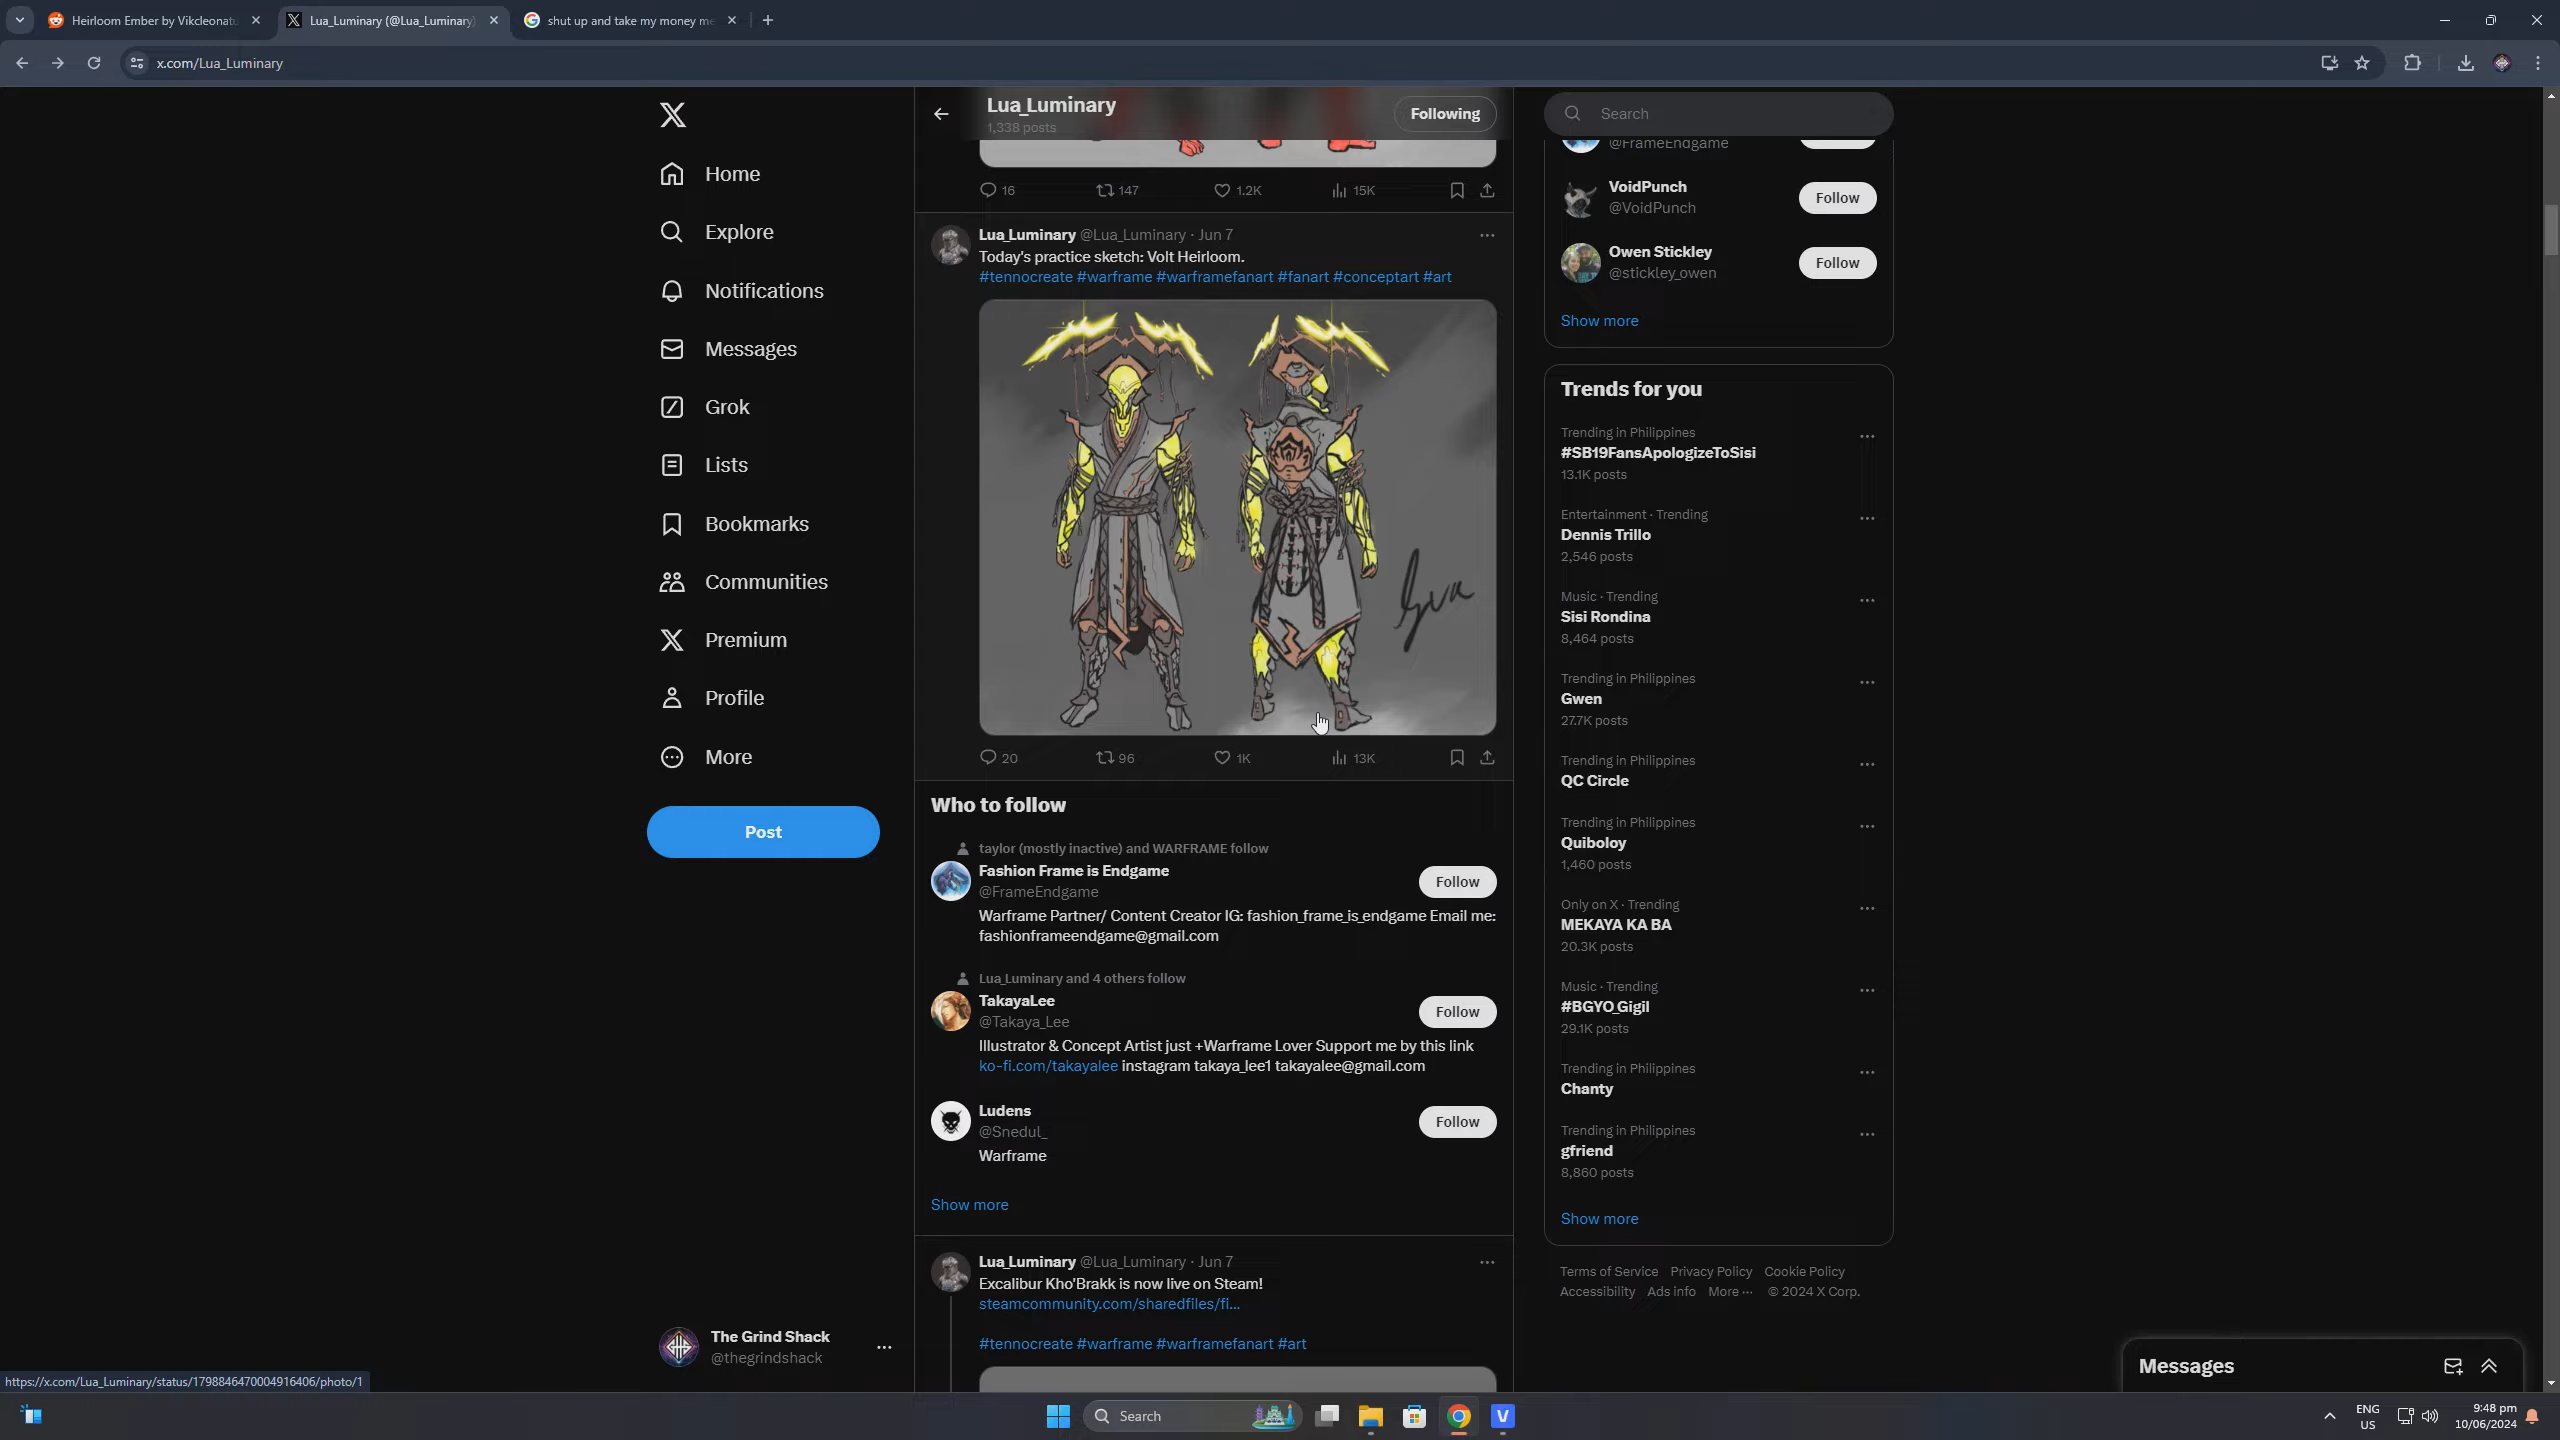 Heirloom Ember by Vikcleonatu
Lua_Luminary (@Lua_Luminary)
shut up and take my money me
x.com/Lua_Luminary
Home
Explore
Notifications
Messages
Grok
Lists
Bookmarks
Communities
Premium
Profile
More
Post
The Grind Shack
@thegrindshack
Lua_Luminary
1,338 posts
Following
16
147
1.2K
15K
Lua_Luminary @Lua_Luminary · Jun 7
Today's practice sketch: Volt Heirloom.
#tennocreate #warframe #warframefanart #fanart #conceptart #art
Lua
20
96
1K
13K
Who to follow
taylor (mostly inactive) and WARFRAME follow
Fashion Frame is Endgame
@FrameEndgame
Follow
Warframe Partner/ Content Creator IG: fashion_frame_is_endgame Email me:
fashionframeendgame@gmail.com
Lua_Luminary and 4 others follow
TakayaLee
@Takaya_Lee
Follow
Illustrator & Concept Artist just +Warframe Lover Support me by this link
ko-fi.com/takayalee instagram takaya_lee1 takayalee@gmail.com
Ludens
@Snedul_
Follow
Warframe
Show more
Lua_Luminary @Lua_Luminary · Jun 7
Excalibur Kho'Brakk is now live on Steam!
steamcommunity.com/sharedfiles/fi...
#tennocreate #warframe #warframefanart #art
Search
@FrameEndgame
VoidPunch
@VoidPunch
Follow
Owen Stickley
@stickley_owen
Follow
Show more
Trends for you
Trending in Philippines
#SB19FansApologizeToSisi
13.1K posts
Entertainment · Trending
Dennis Trillo
2,546 posts
Music · Trending
Sisi Rondina
8,464 posts
Trending in Philippines
Gwen
27.7K posts
Trending in Philippines
QC Circle
Trending in Philippines
Quiboloy
1,460 posts
Only on X · Trending
MEKAYA KA BA
20.3K posts
Music · Trending
#BGYO_Gigil
29.1K posts
Trending in Philippines
Chanty
Trending in Philippines
gfriend
8,860 posts
Show more
Terms of Service Privacy Policy Cookie Policy
Accessibility Ads info More ··· © 2024 X Corp.
Messages
https://x.com/Lua_Luminary/status/1798846470004916406/photo/1
Search
ENG
US
9:48 pm
10/06/2024